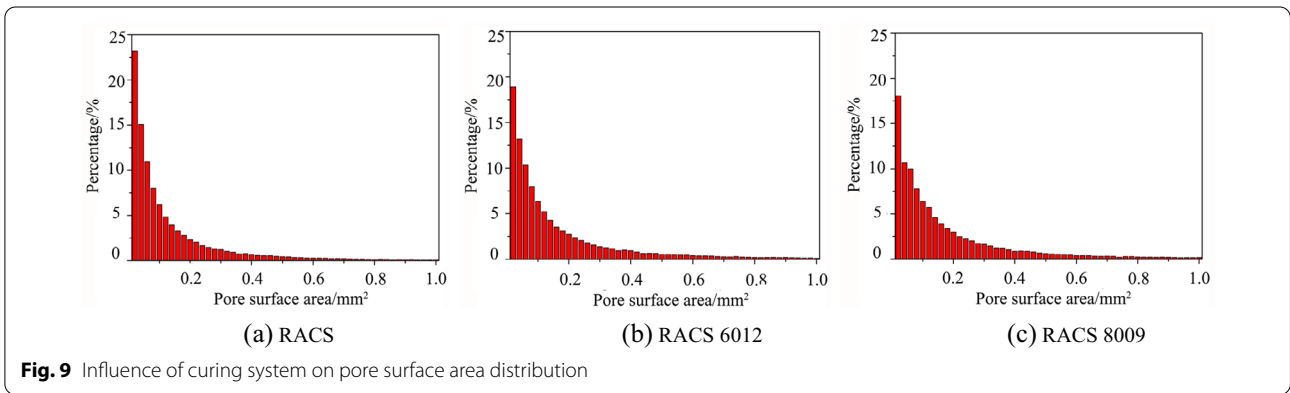 25
20
15
10
5
0
Percentage/%
0.2 0.4 0.6 0.8 1.0
Pore surface area/mm²
(a) RACS
25
20
15
10
5
0
Percentage/%
0.2 0.4 0.6 0.8 1.0
Pore surface area/mm²
(b) RACS 6012
25
20
15
10
5
0
Percentage/%
0.2 0.4 0.6 0.8 1.0
Pore surface area/mm²
(c) RACS 8009
Fig. 9 Influence of curing system on pore surface area distribution